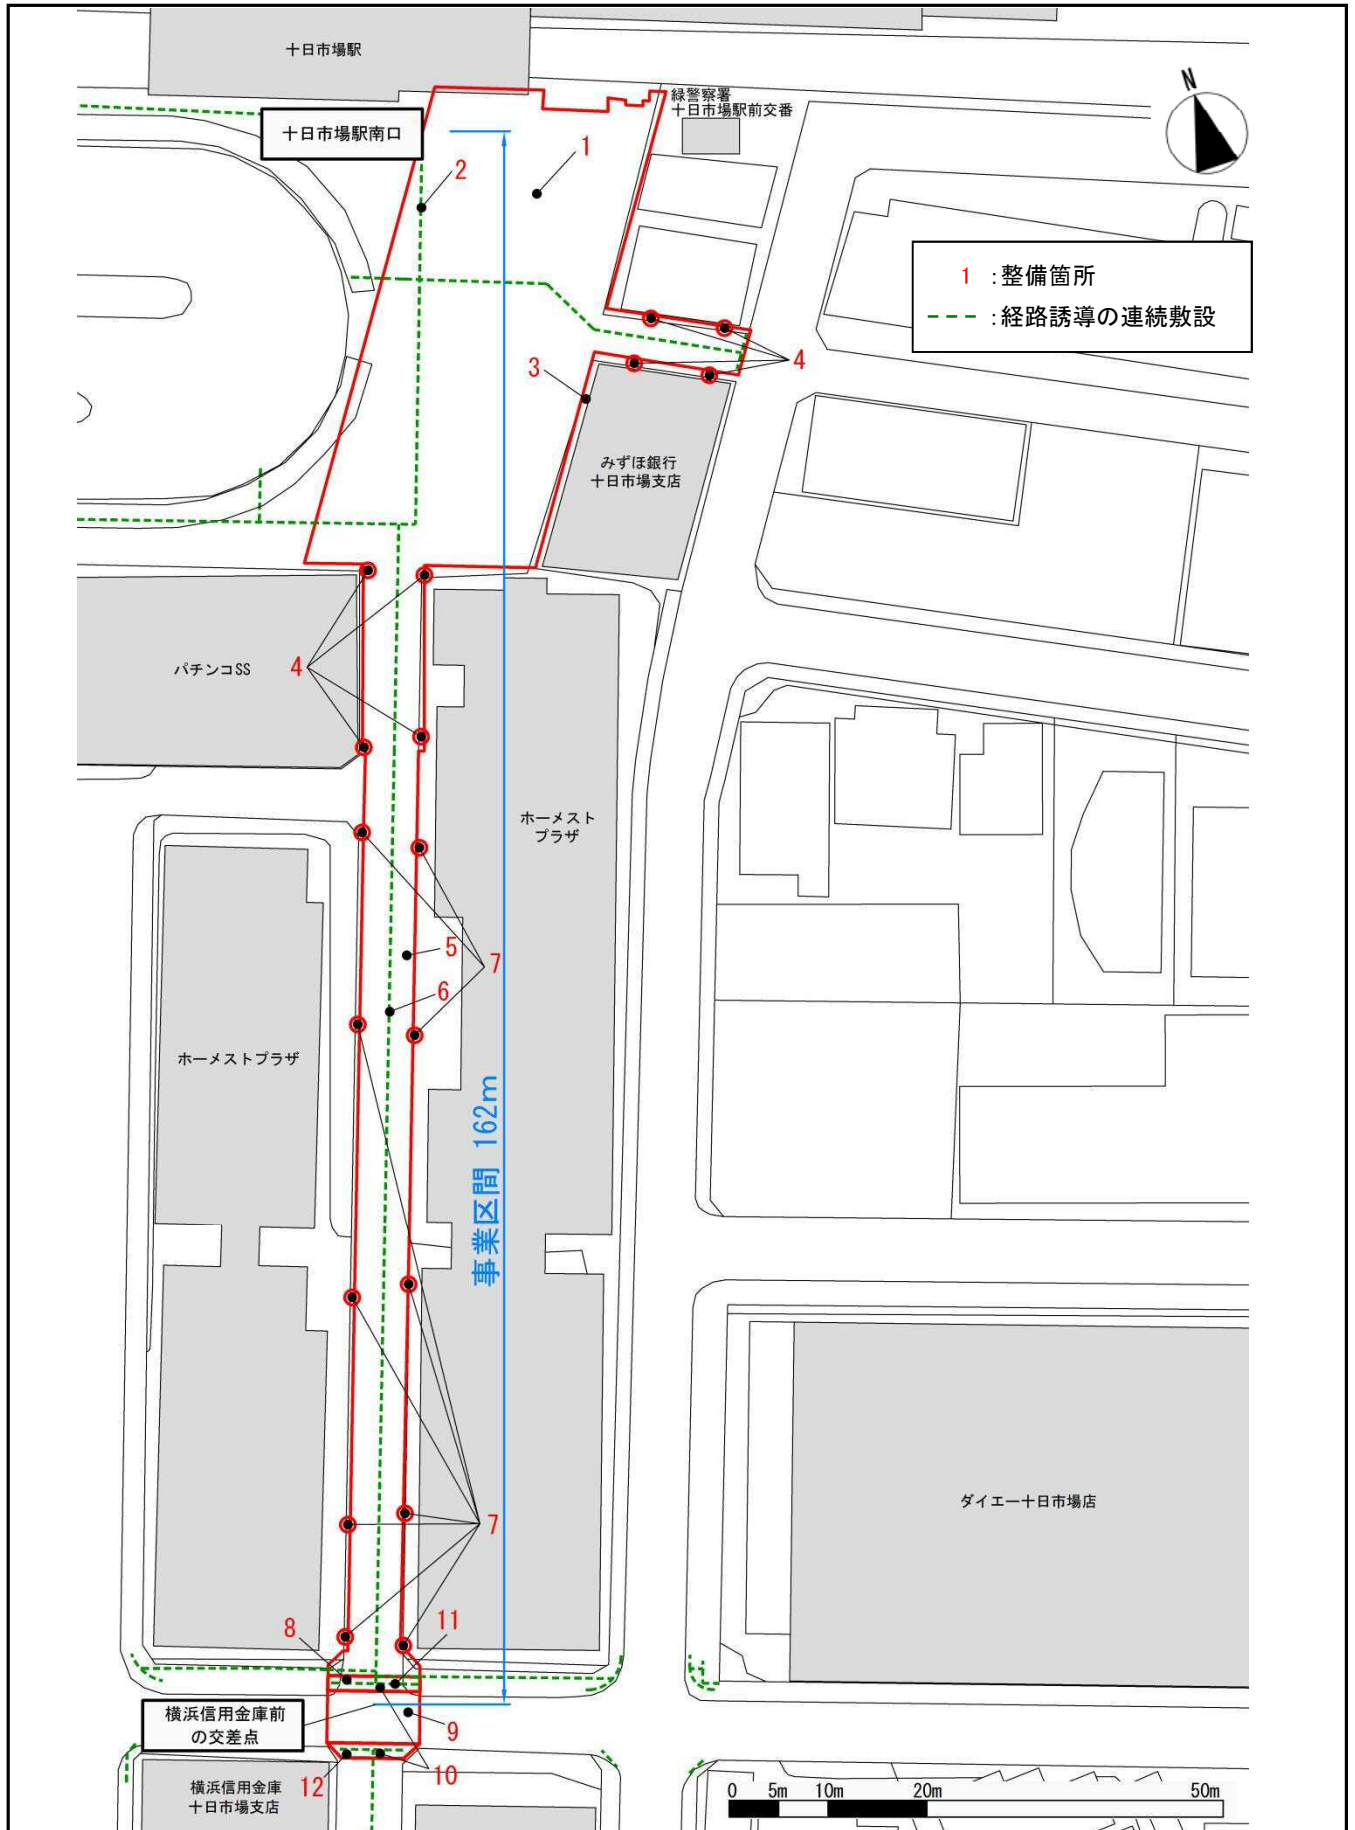 十日市場駅
緑警察署
十日市場駅前交番
N
十日市場駅南口
1
2
1 :整備箇所
--- :経路誘導の連続敷設
3
4
みずほ銀行
十日市場支店
パチンコSS
4
ホーメスト
プラザ
5
7
6
ホーメストプラザ
事業区間 162m
ダイエー十日市場店
7
8
11
横浜信用金庫前
の交差点
9
10
12
横浜信用金庫
十日市場支店
0 5m 10m 20m 50m